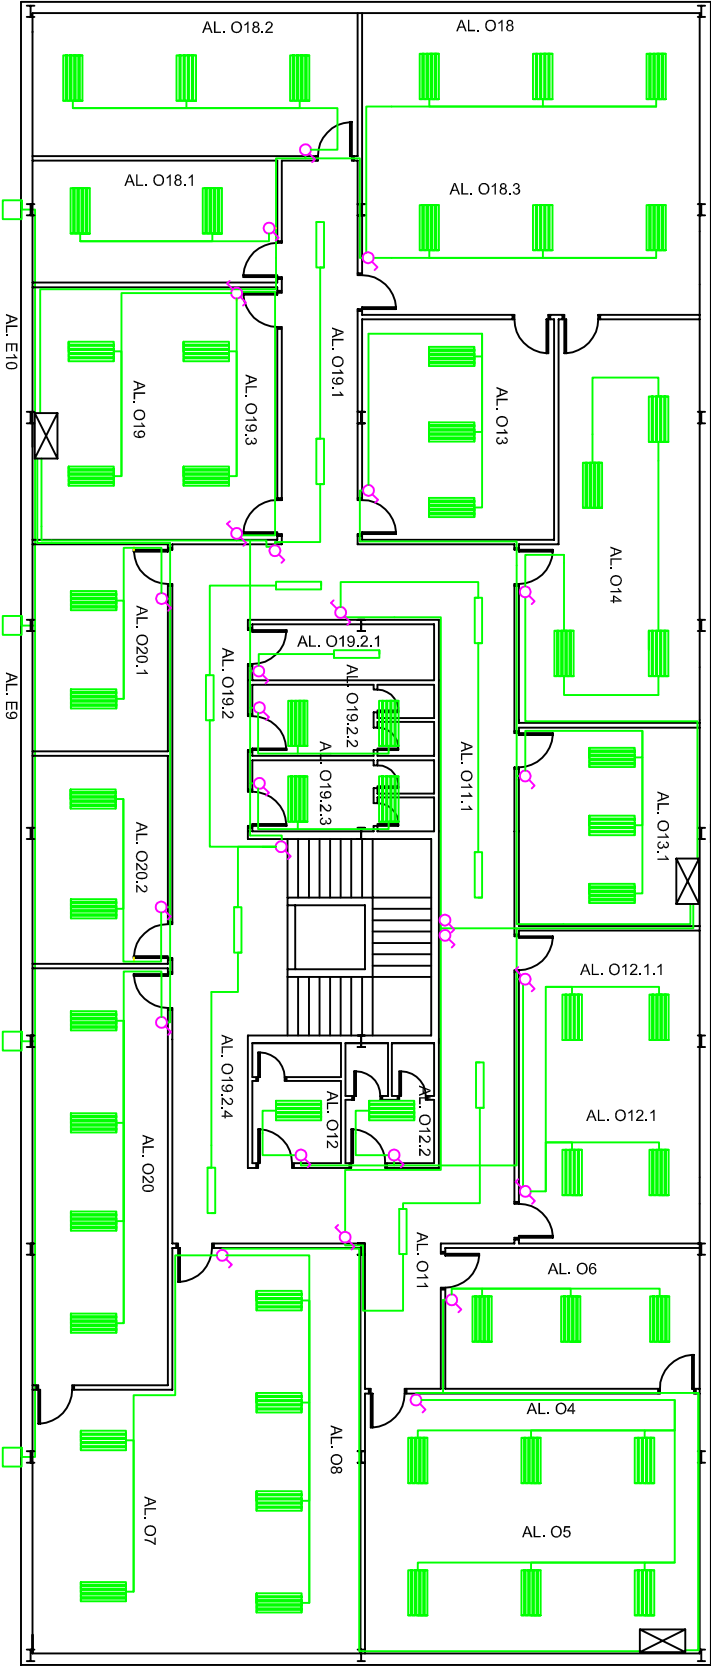 AL. O18.2
AL. O18
AL. O18.1
AL. O18.3
AL. E10
AL. O19
AL. O19.3
AL. O19.1
AL. O13
AL. O14
AL. O20.1
AL. E9
AL. O19.2
AL. O19.2.1
AL. O19.2.2
AL. O19.2.3
AL. O11.1
AL. O13.1
AL. O20.2
AL. O12.1.1
AL. O19.2.4
AL. O12
AL. O12.2
AL. O12.1
AL. O20
AL. O11
AL. O6
AL. O4
AL. O8
AL. O7
AL. O5